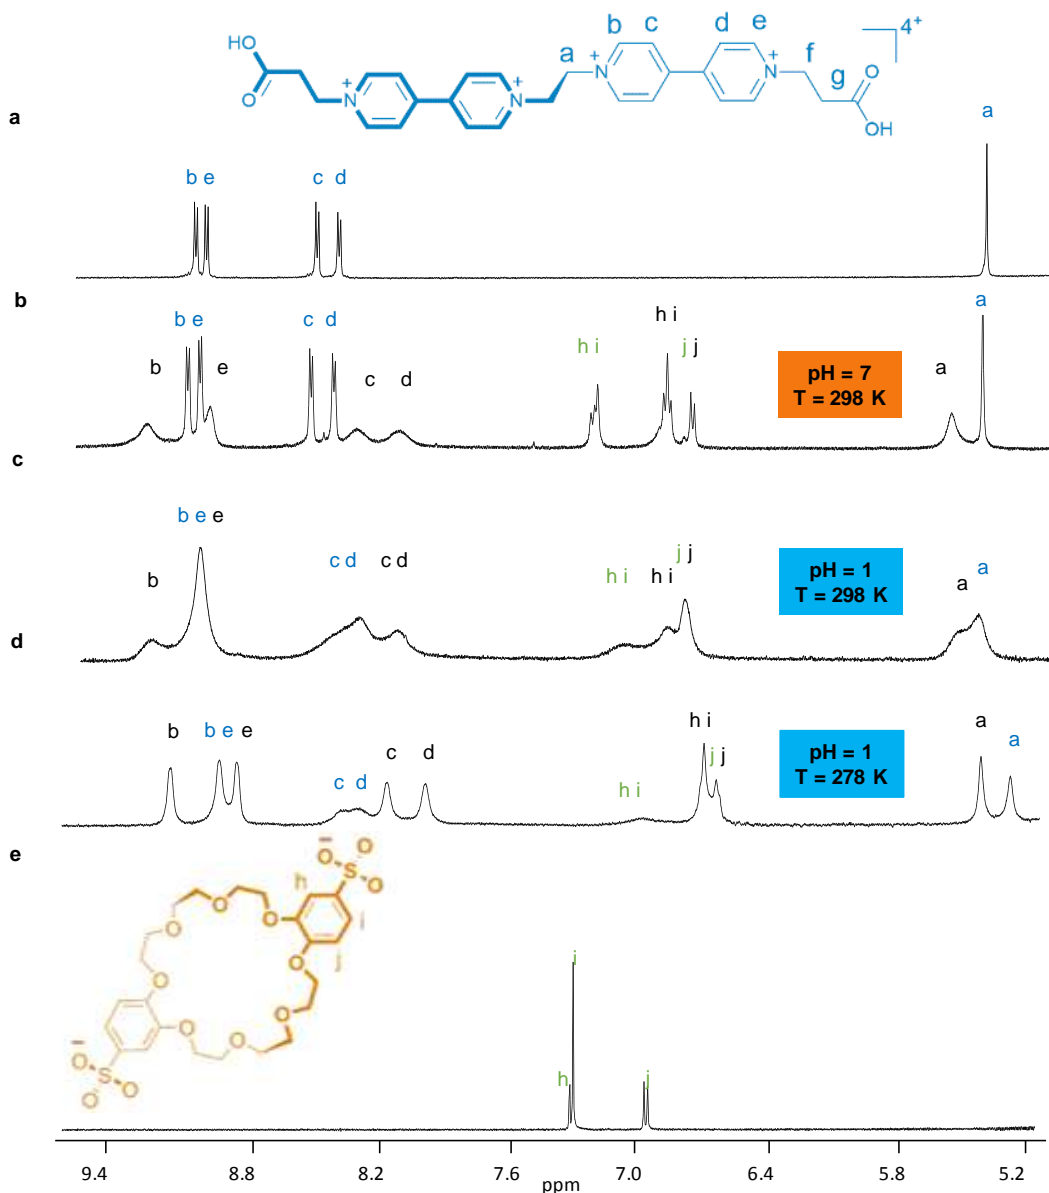 b c d e
4+
HO
a
f
g
O
O
N + + N
+ N N +
OH
a
a
b e
c d
b
b e
b
e
c d
c d
h i
h i
j j
pH = 7
T = 298 K
a
a
c
b e e
b
c d
c d
h i
h i
j j
pH = 1
T = 298 K
a
a
d
b
b e e
c d
c
d
h i
h i
j j
pH = 1
T = 278 K
a
a
e
O O
S
O
h
i
j
O O O O O O O O
O S O
O
h
i
j
9.4 8.8 8.2 7.6 7.0 6.4 5.8 5.2
ppm